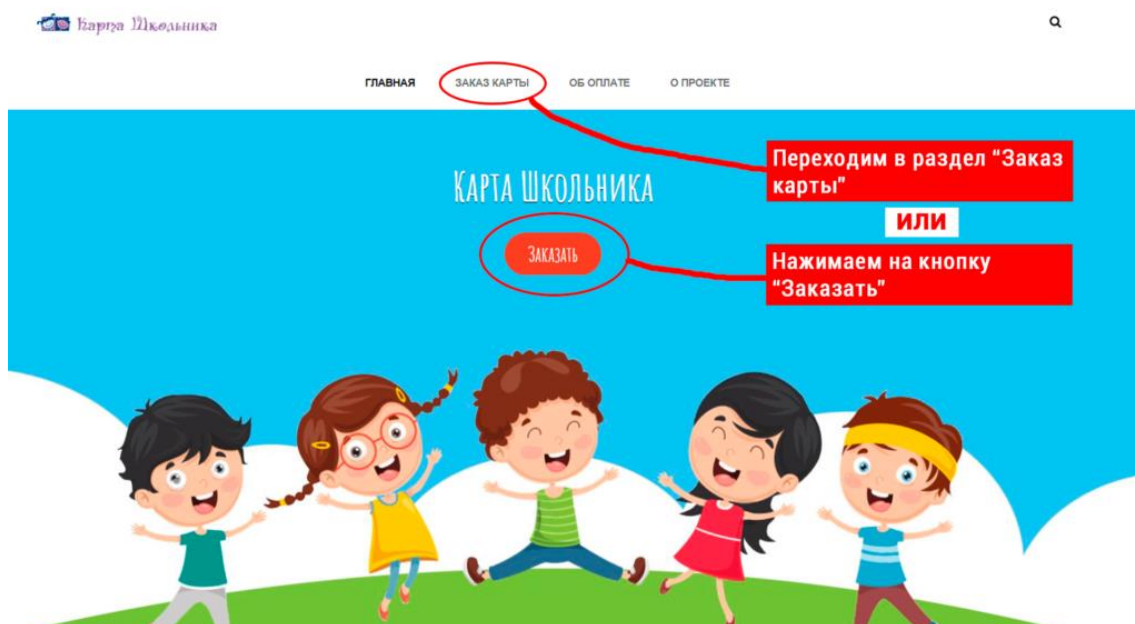 Карта Школьника
ГЛАВНАЯ ЗАКАЗ КАРТЫ ОБ ОПЛАТЕ О ПРОЕКТЕ
Переходим в раздел “Заказ
карты”
Карта Школьника
или
Заказать
Нажимаем на кнопку
“Заказать”